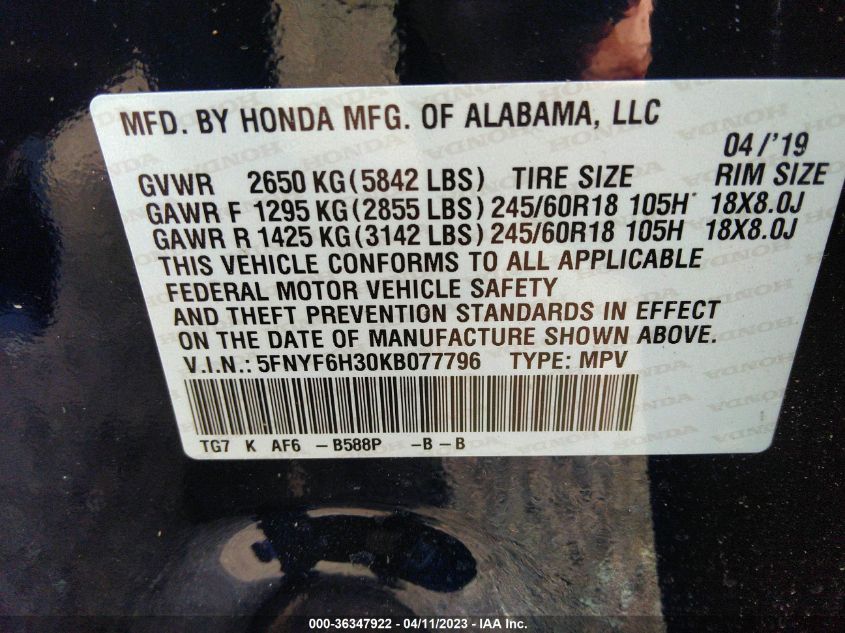 MFD. BY HONDA MFG. OF ALABAMA, LLC
04/'19
GVWR 2650 KG(5842 LBS) TIRE SIZE RIM SIZE
GAWR F 1295 KG(2855 LBS) 245/60R18 105H 18X8.0J
GAWR R 1425 KG(3142 LBS) 245/60R18 105H 18X8.0J
THIS VEHICLE CONFORMS TO ALL APPLICABLE
FEDERAL MOTOR VEHICLE SAFETY
AND THEFT PREVENTION STANDARDS IN EFFECT
ON THE DATE OF MANUFACTURE SHOWN ABOVE.
V.I.N.: 5FNYF6H30KB077796 TYPE: MPV
TG7 K AF6 -B588P -B-B
000-36347922 - 04/11/2023 - IAA Inc.